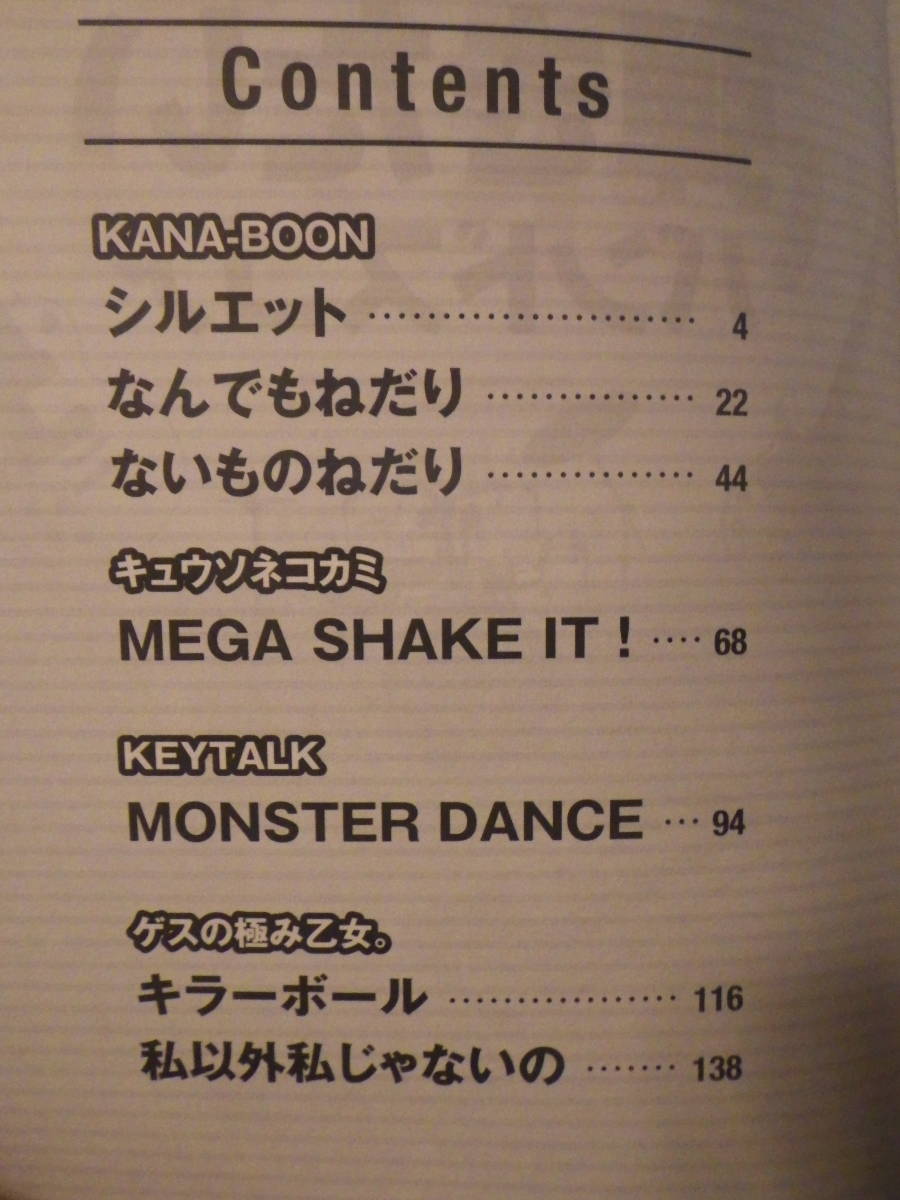 Contents
KANA-BOON
シルエット …………………… 4
なんでもねだり …………… 22
ないものねだり …………… 44
キュウソネコカミ
MEGA SHAKE IT ! ‥‥ 68
KEYTALK
MONSTER DANCE … 94
ゲスの極み乙女。
キラーボール ……………… 116
私以外私じゃないの ……… 138